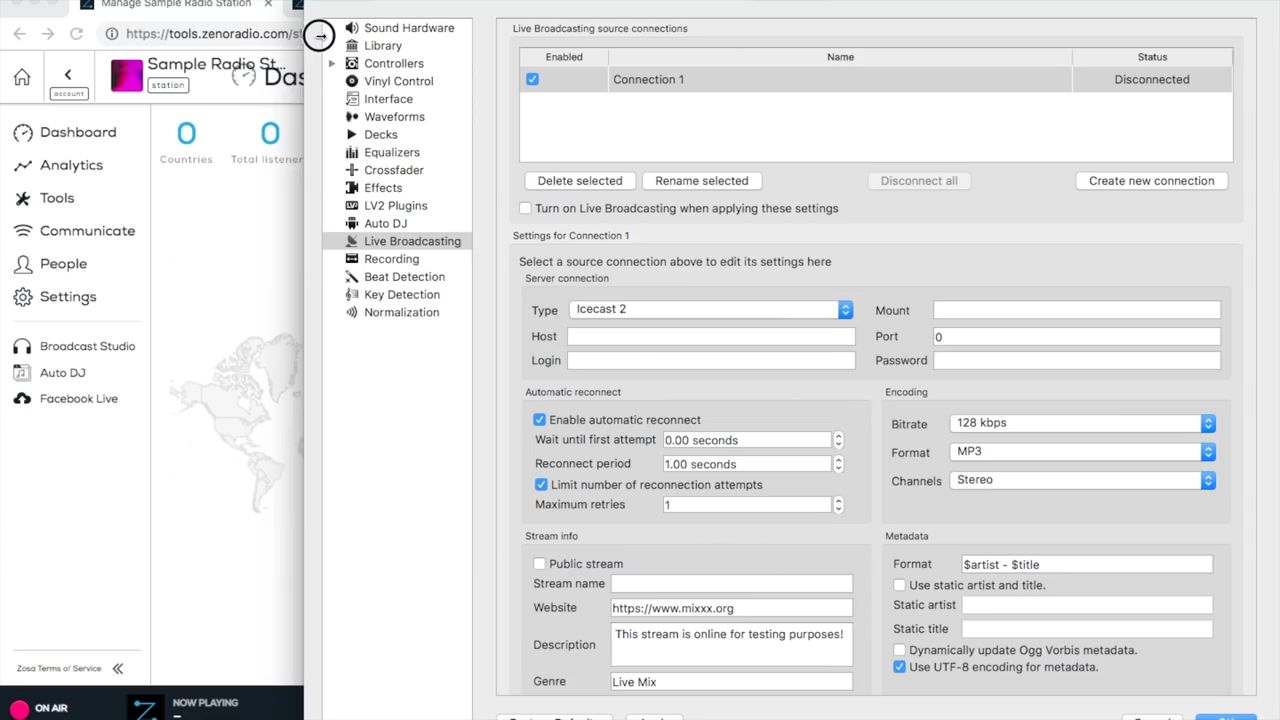 Manage Sample Radio Station
https://tools.zenoradio.com/s
Sample Radio St...
station
account
Das
Dashboard
Analytics
Tools
Communicate
People
Settings
Broadcast Studio
Auto DJ
Facebook Live
0
Countries
0
Total listener
Zosa Terms of Service
ON AIR
NOW PLAYING
–
Sound Hardware
Library
Controllers
Vinyl Control
Interface
Waveforms
Decks
Equalizers
Crossfader
Effects
LV2 Plugins
Auto DJ
Live Broadcasting
Recording
Beat Detection
Key Detection
Normalization
Live Broadcasting source connections
Enabled Name Status
Connection 1 Disconnected
Delete selected Rename selected Disconnect all Create new connection
Turn on Live Broadcasting when applying these settings
Settings for Connection 1
Select a source connection above to edit its settings here
Server connection
Type Icecast 2 Mount
Host Port 0
Login Password
Automatic reconnect
Enable automatic reconnect
Wait until first attempt 0.00 seconds
Reconnect period 1.00 seconds
Limit number of reconnection attempts
Maximum retries 1
Encoding
Bitrate 128 kbps
Format MP3
Channels Stereo
Stream info
Public stream
Stream name
Website https://www.mixxx.org
Description This stream is online for testing purposes!
Genre Live Mix
Metadata
Format $artist - $title
Use static artist and title.
Static artist
Static title
Dynamically update Ogg Vorbis metadata.
Use UTF-8 encoding for metadata.